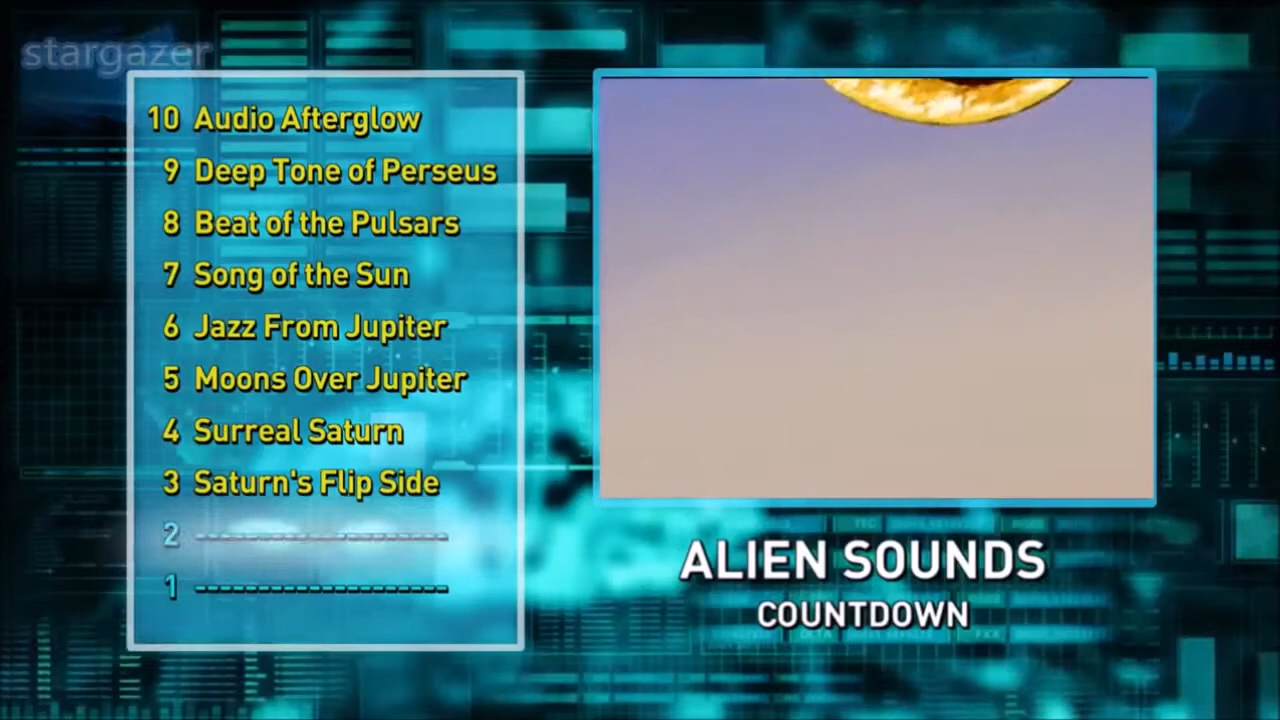 stargazer
10 Audio Afterglow
9 Deep Tone of Perseus
8 Beat of the Pulsars
7 Song of the Sun
6 Jazz From Jupiter
5 Moons Over Jupiter
4 Surreal Saturn
3 Saturn's Flip Side
2
1
ALIEN SOUNDS
COUNTDOWN